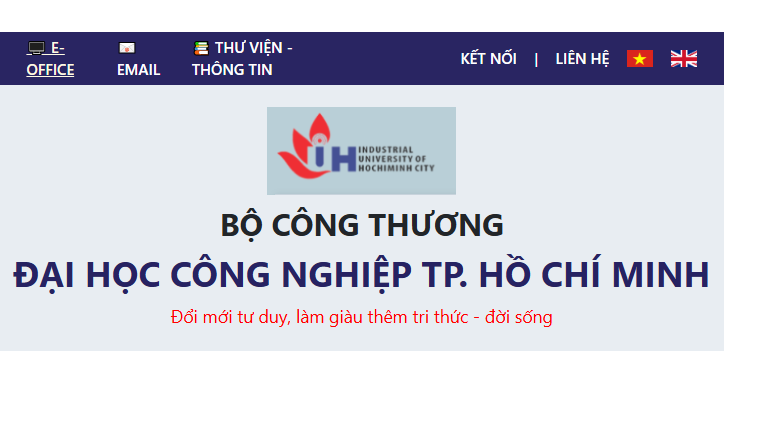 E-OFFICE
EMAIL
THƯ VIỆN - THÔNG TIN
KẾT NỐI | LIÊN HỆ
IUH
INDUSTRIAL
UNIVERSITY OF
HOCHIMINH CITY
BỘ CÔNG THƯƠNG
ĐẠI HỌC CÔNG NGHIỆP TP. HỒ CHÍ MINH
Đổi mới tư duy, làm giàu thêm tri thức - đời sống